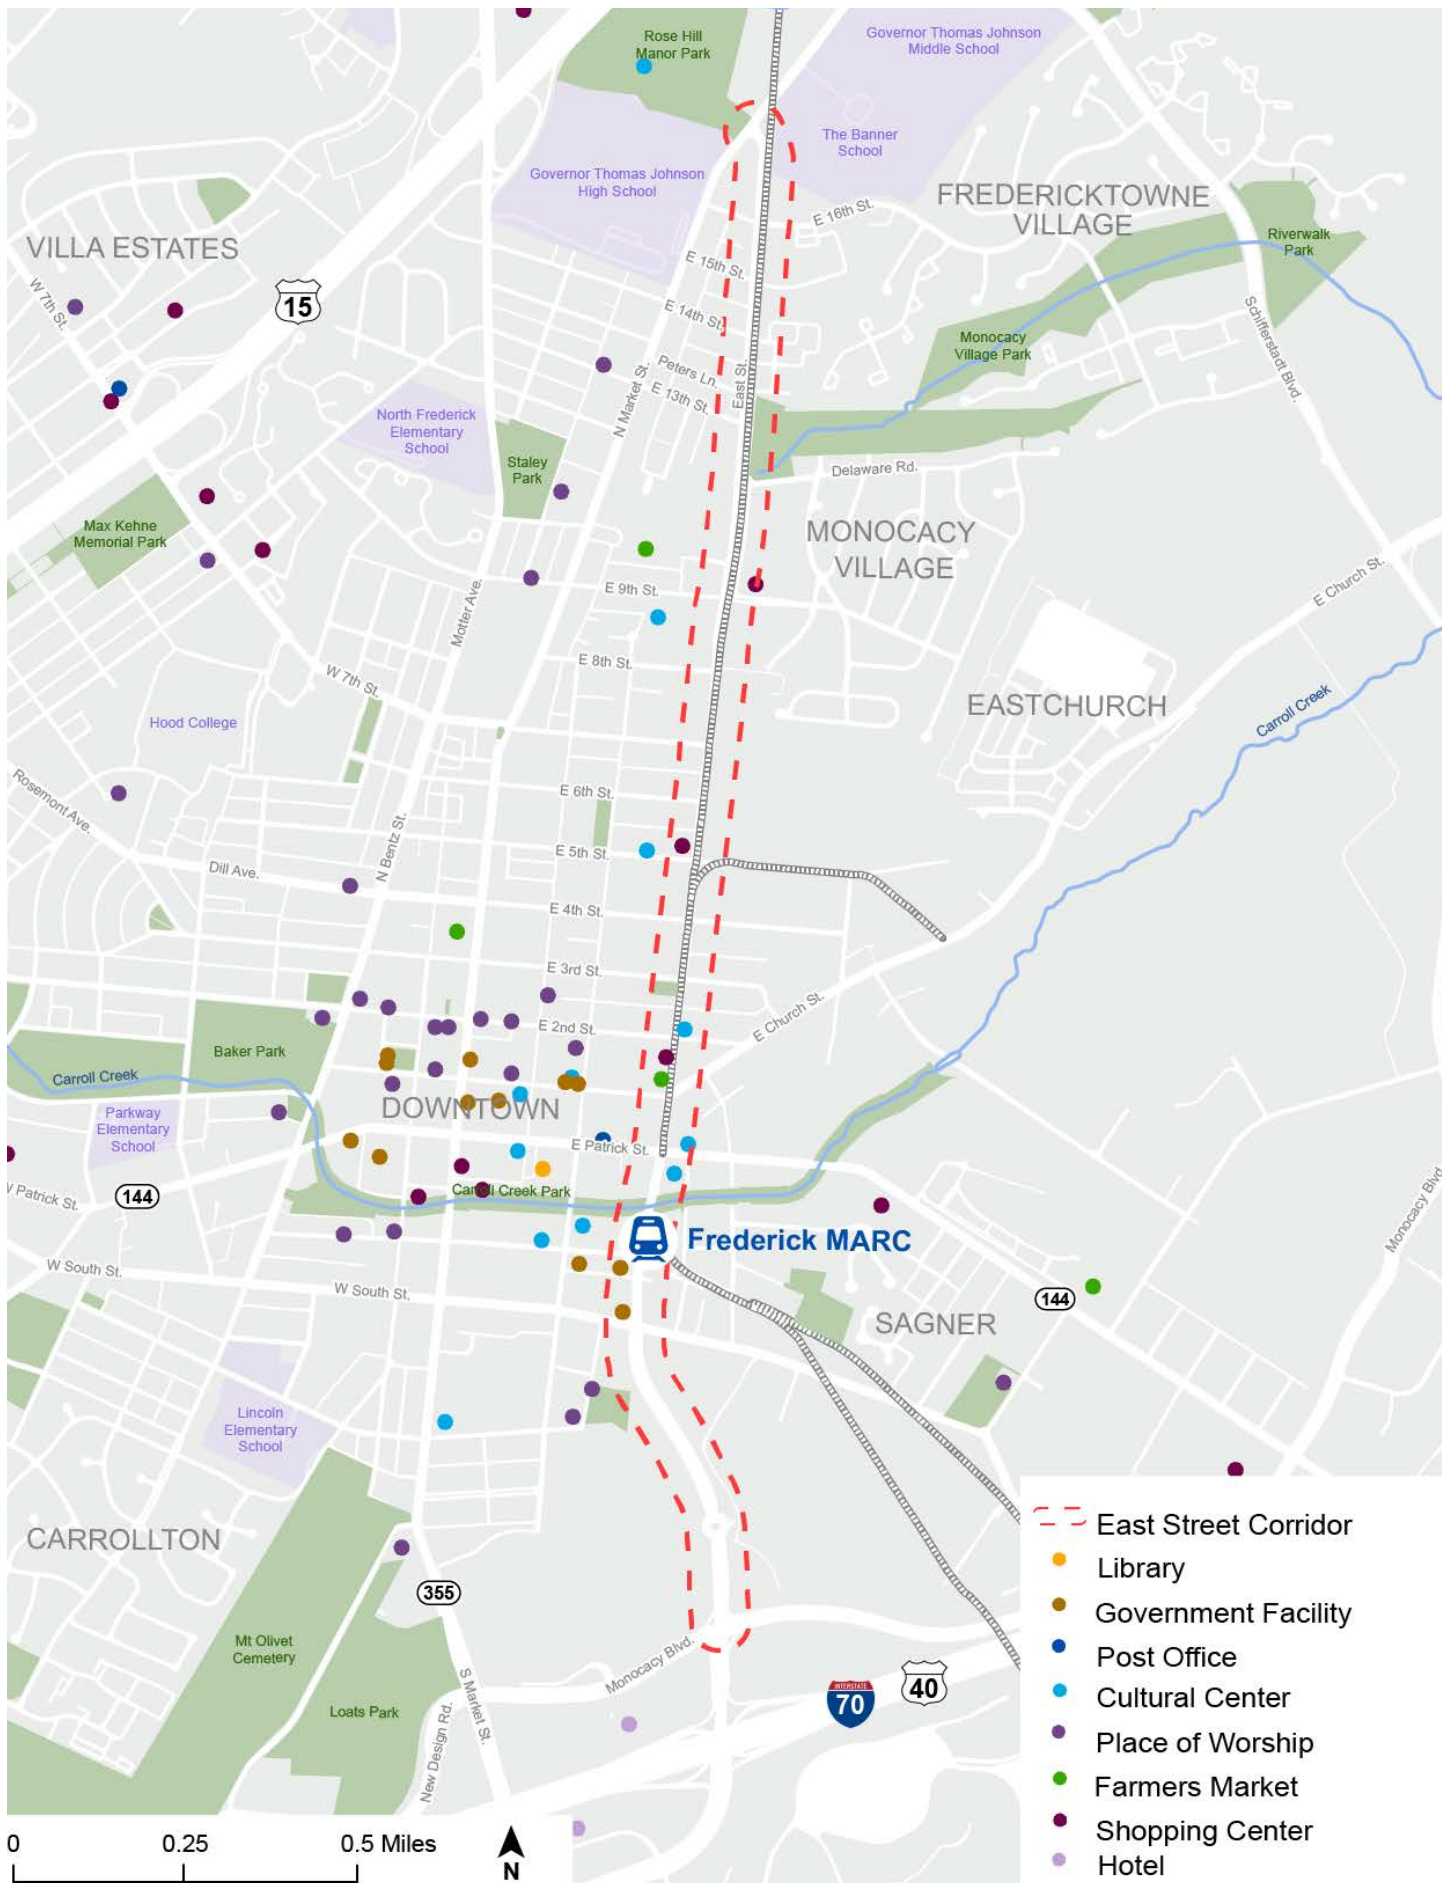 Rose Hill
Manor Park
Governor Thomas Johnson
Middle School
The Banner
School
Governor Thomas Johnson
High School
FREDERICKTOWNE
VILLAGE
E 16th St.
Riverwalk
Park
VILLA ESTATES
E 15th St.
W 7th St.
15
E 14th St.
Schifferstadt Blvd.
Monocacy
Village Park
Peters Ln.
East St.
N Market St.
E 13th St.
North Frederick
Elementary
School
Staley
Park
Delaware Rd.
Max Kehne
Memorial Park
MONOCACY
VILLAGE
E 9th St.
E Church St.
Motter Ave.
E 8th St.
W 7th St.
EASTCHURCH
Carroll Creek
Hood College
Rosemont Ave.
E 6th St.
N Bentz St.
E 5th St.
Dill Ave.
E 4th St.
E 3rd St.
E 2nd St.
E Church St.
Baker Park
Carroll Creek
DOWNTOWN
Parkway
Elementary
School
E Patrick St.
W Patrick St.
144
Carroll Creek Park
Monocacy Blvd.
Frederick MARC
W South St.
W South St.
144
SAGNER
Lincoln
Elementary
School
CARROLLTON
355
Mt Olivet
Cemetery
Monocacy Blvd.
S Market St.
New Design Rd.
Loats Park
INTERSTATE
70
40
East Street Corridor
Library
Government Facility
Post Office
Cultural Center
Place of Worship
Farmers Market
Shopping Center
Hotel
0 0.25 0.5 Miles
N